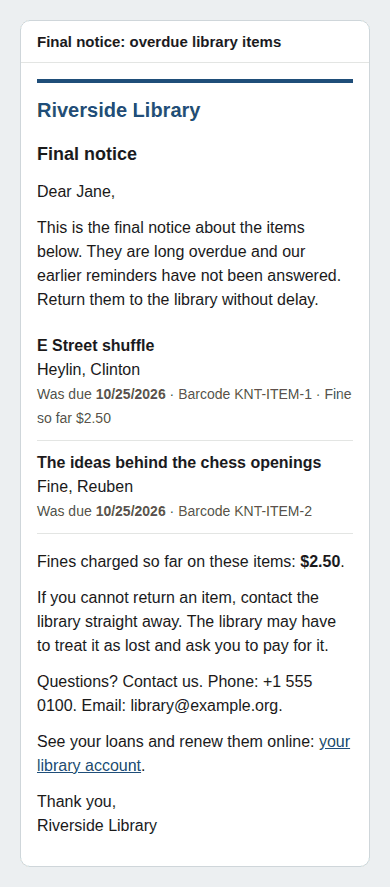 Final notice: overdue library items
Riverside Library
Final notice
Dear Jane,
This is the final notice about the items
below. They are long overdue and our
earlier reminders have not been answered.
Return them to the library without delay.
E Street shuffle
Heylin, Clinton
Was due 10/25/2026 · Barcode KNT-ITEM-1 · Fine
so far $2.50
The ideas behind the chess openings
Fine, Reuben
Was due 10/25/2026 · Barcode KNT-ITEM-2
Fines charged so far on these items: $2.50.
If you cannot return an item, contact the
library straight away. The library may have
to treat it as lost and ask you to pay for it.
Questions? Contact us. Phone: +1 555
0100. Email: library@example.org.
See your loans and renew them online: your
library account.
Thank you,
Riverside Library